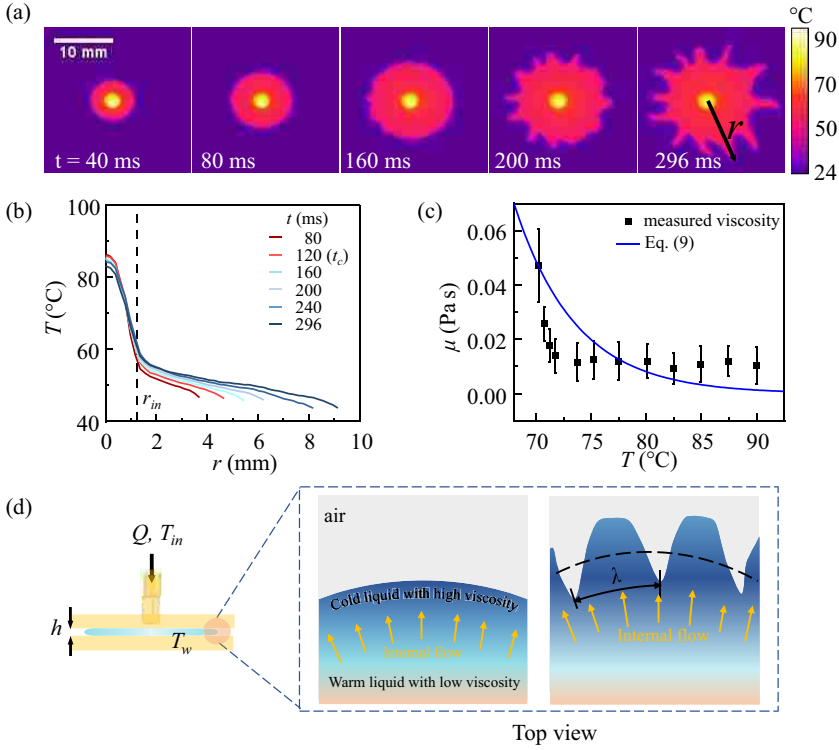 (a)
°C
10 mm
90
70
50
24
t = 40 ms
80 ms
160 ms
200 ms
296 ms
r
(b)
100
80
60
40
T (°C)
t (ms)
80
120 (t_c)
160
200
240
296
r_in
0 2 4 6 8 10
r (mm)
(c)
0.06
0.04
0.02
0.00
μ (Pa s)
measured viscosity
Eq. (9)
70 75 80 85 90
T (°C)
(d)
Q, T_in
h
T_w
air
Cold liquid with high viscosity
Internal flow
Warm liquid with low viscosity
λ
Internal flow
Top view